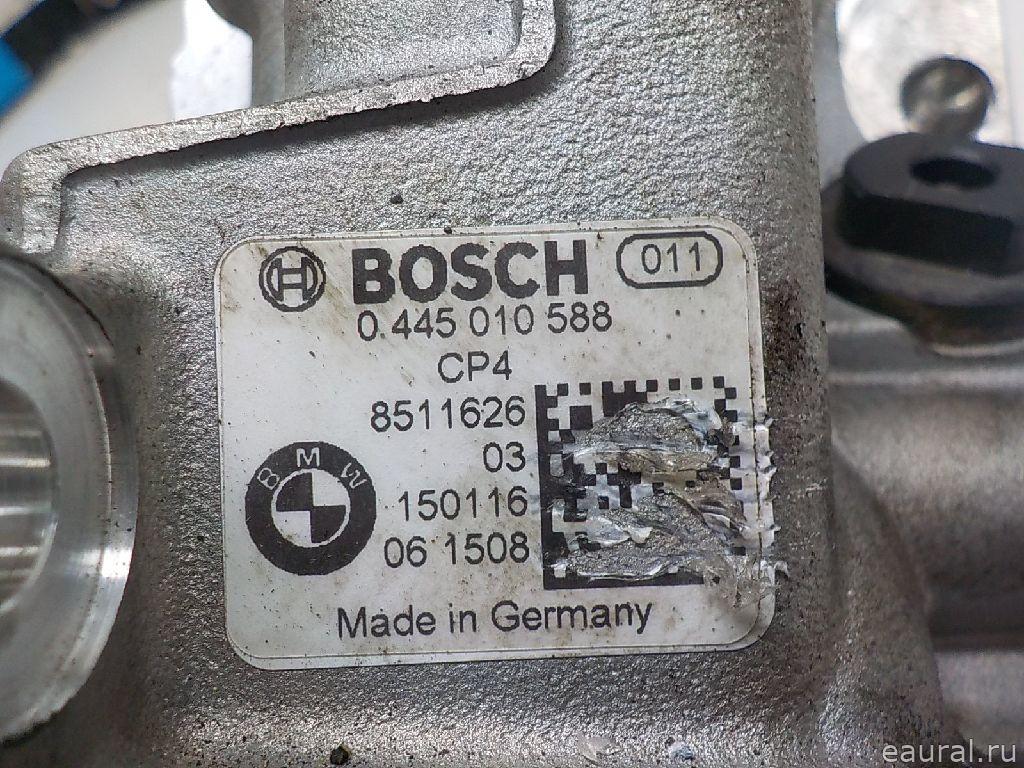 BOSCH 011
0 445 010 588
CP4
8511626
03
BMW
150116
06 1508
Made in Germany
eaural.ru